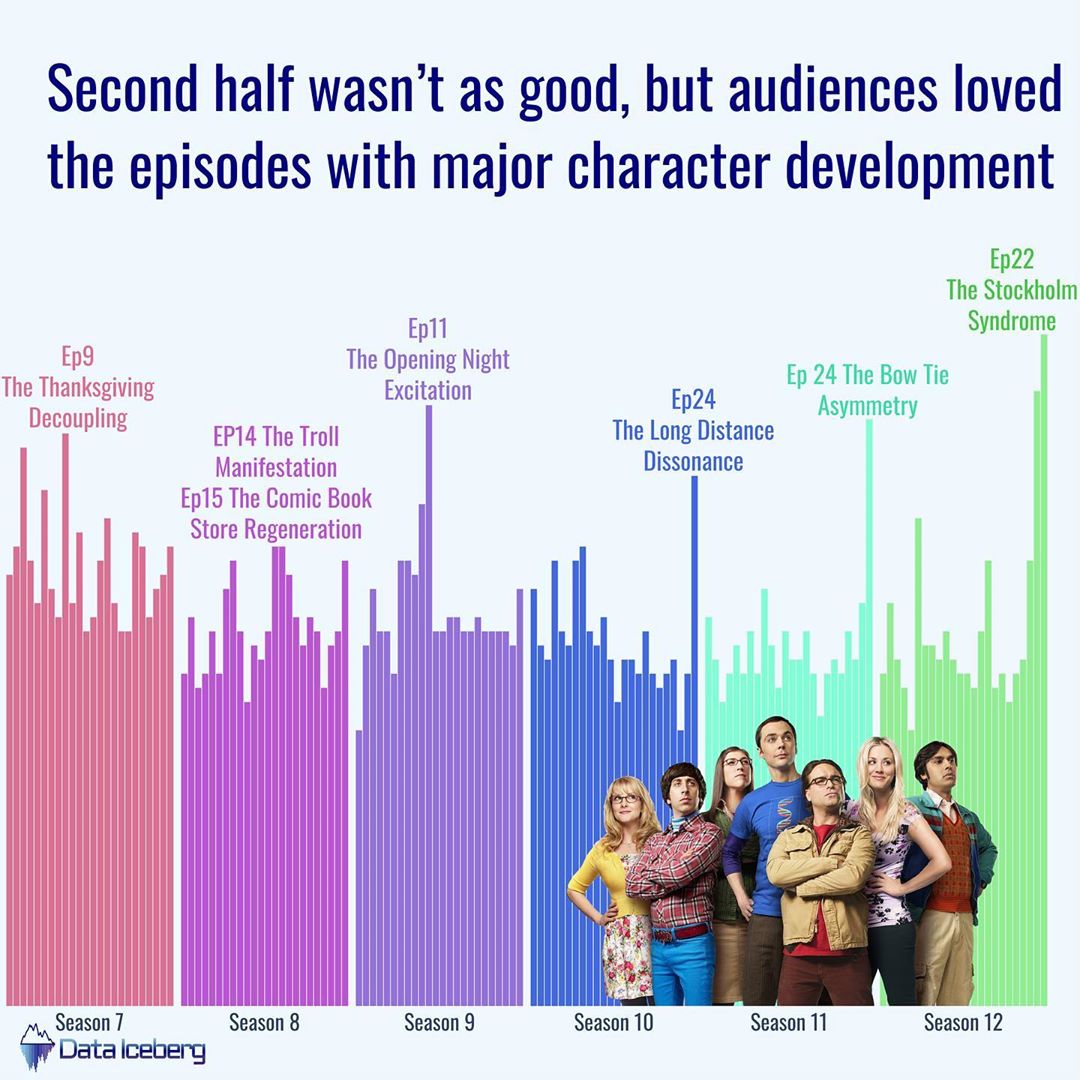 Second half wasn't as good, but audiences loved
the episodes with major character development
Ep22
The Stockholm
Syndrome
Ep11
The Opening Night
Excitation
Ep9
The Thanksgiving
Decoupling
Ep 24 The Bow Tie
Asymmetry
Ep24
The Long Distance
Dissonance
EP14 The Troll
Manifestation
Ep15 The Comic Book
Store Regeneration
Season 7
Season 8
Season 9
Season 10
Season 11
Season 12
Data Iceberg